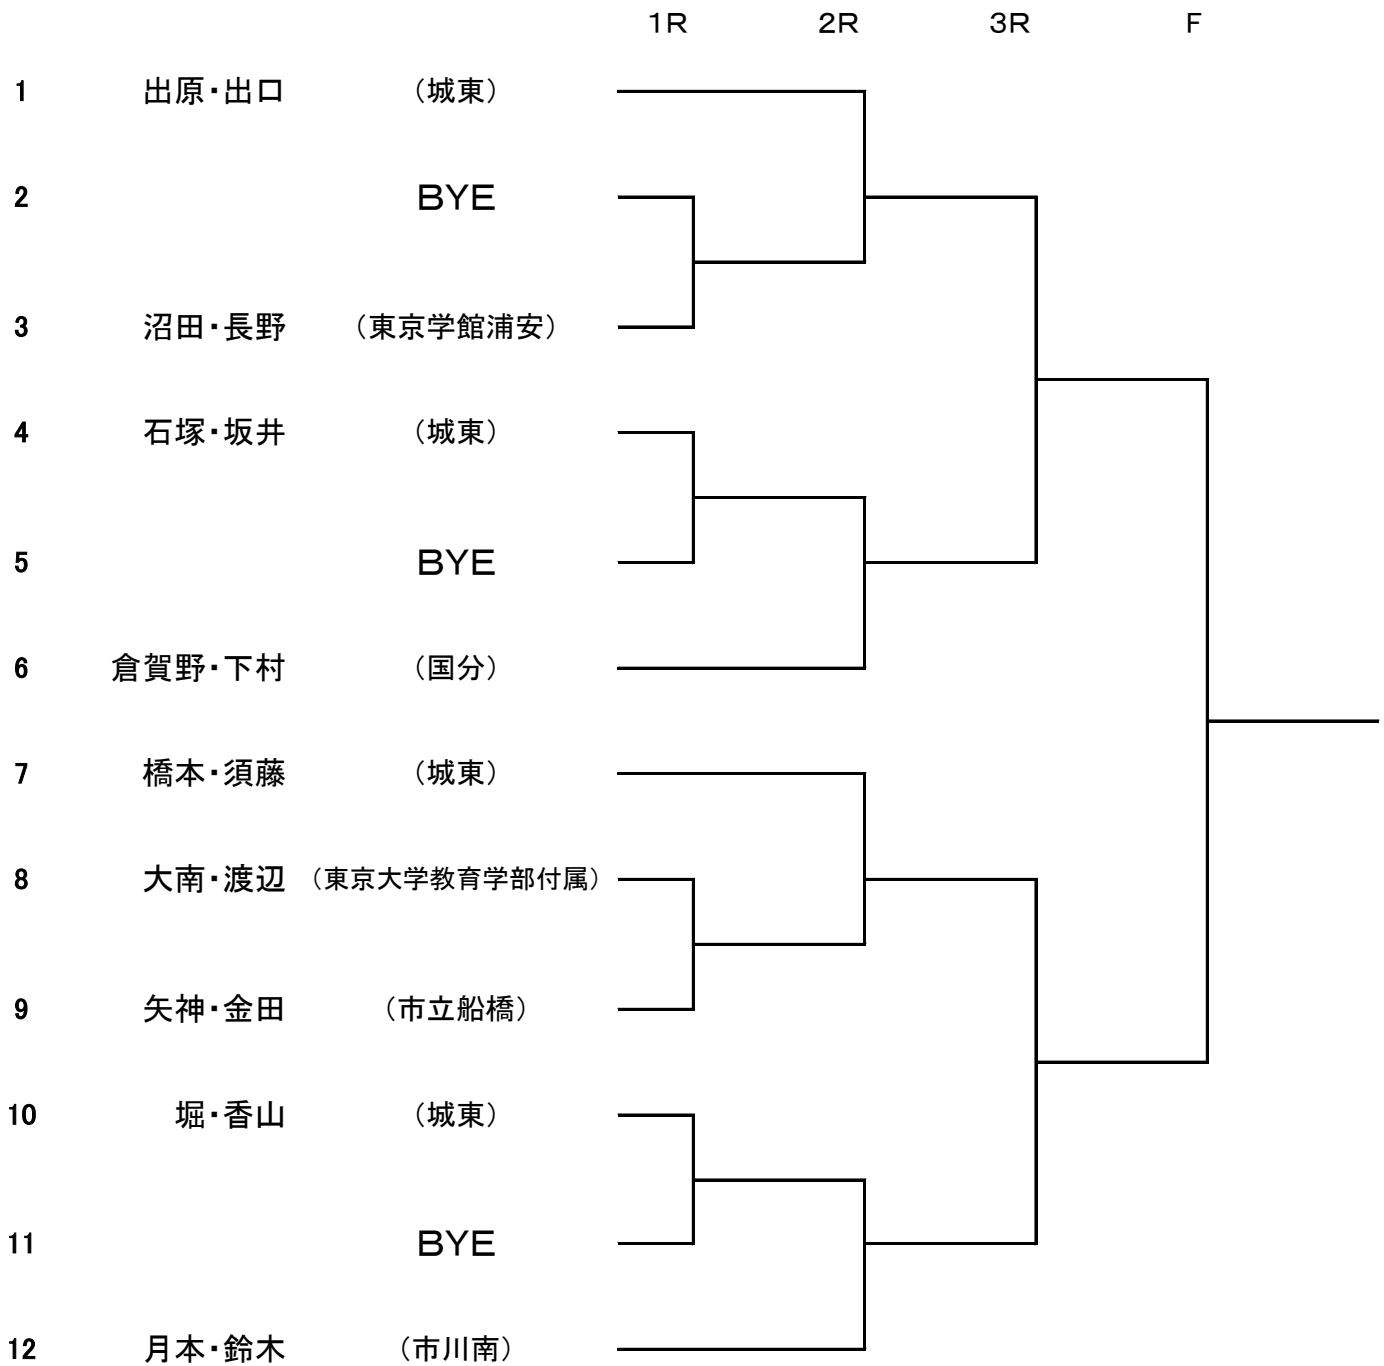 1R 2R 3R F
1 出原・出口 （城東）
2 BYE
3 沼田・長野 （東京学館浦安）
4 石塚・坂井 （城東）
5 BYE
6 倉賀野・下村 （国分）
7 橋本・須藤 （城東）
8 大南・渡辺 （東京大学教育学部付属）
9 矢神・金田 （市立船橋）
10 堀・香山 （城東）
11 BYE
12 月本・鈴木 （市川南）